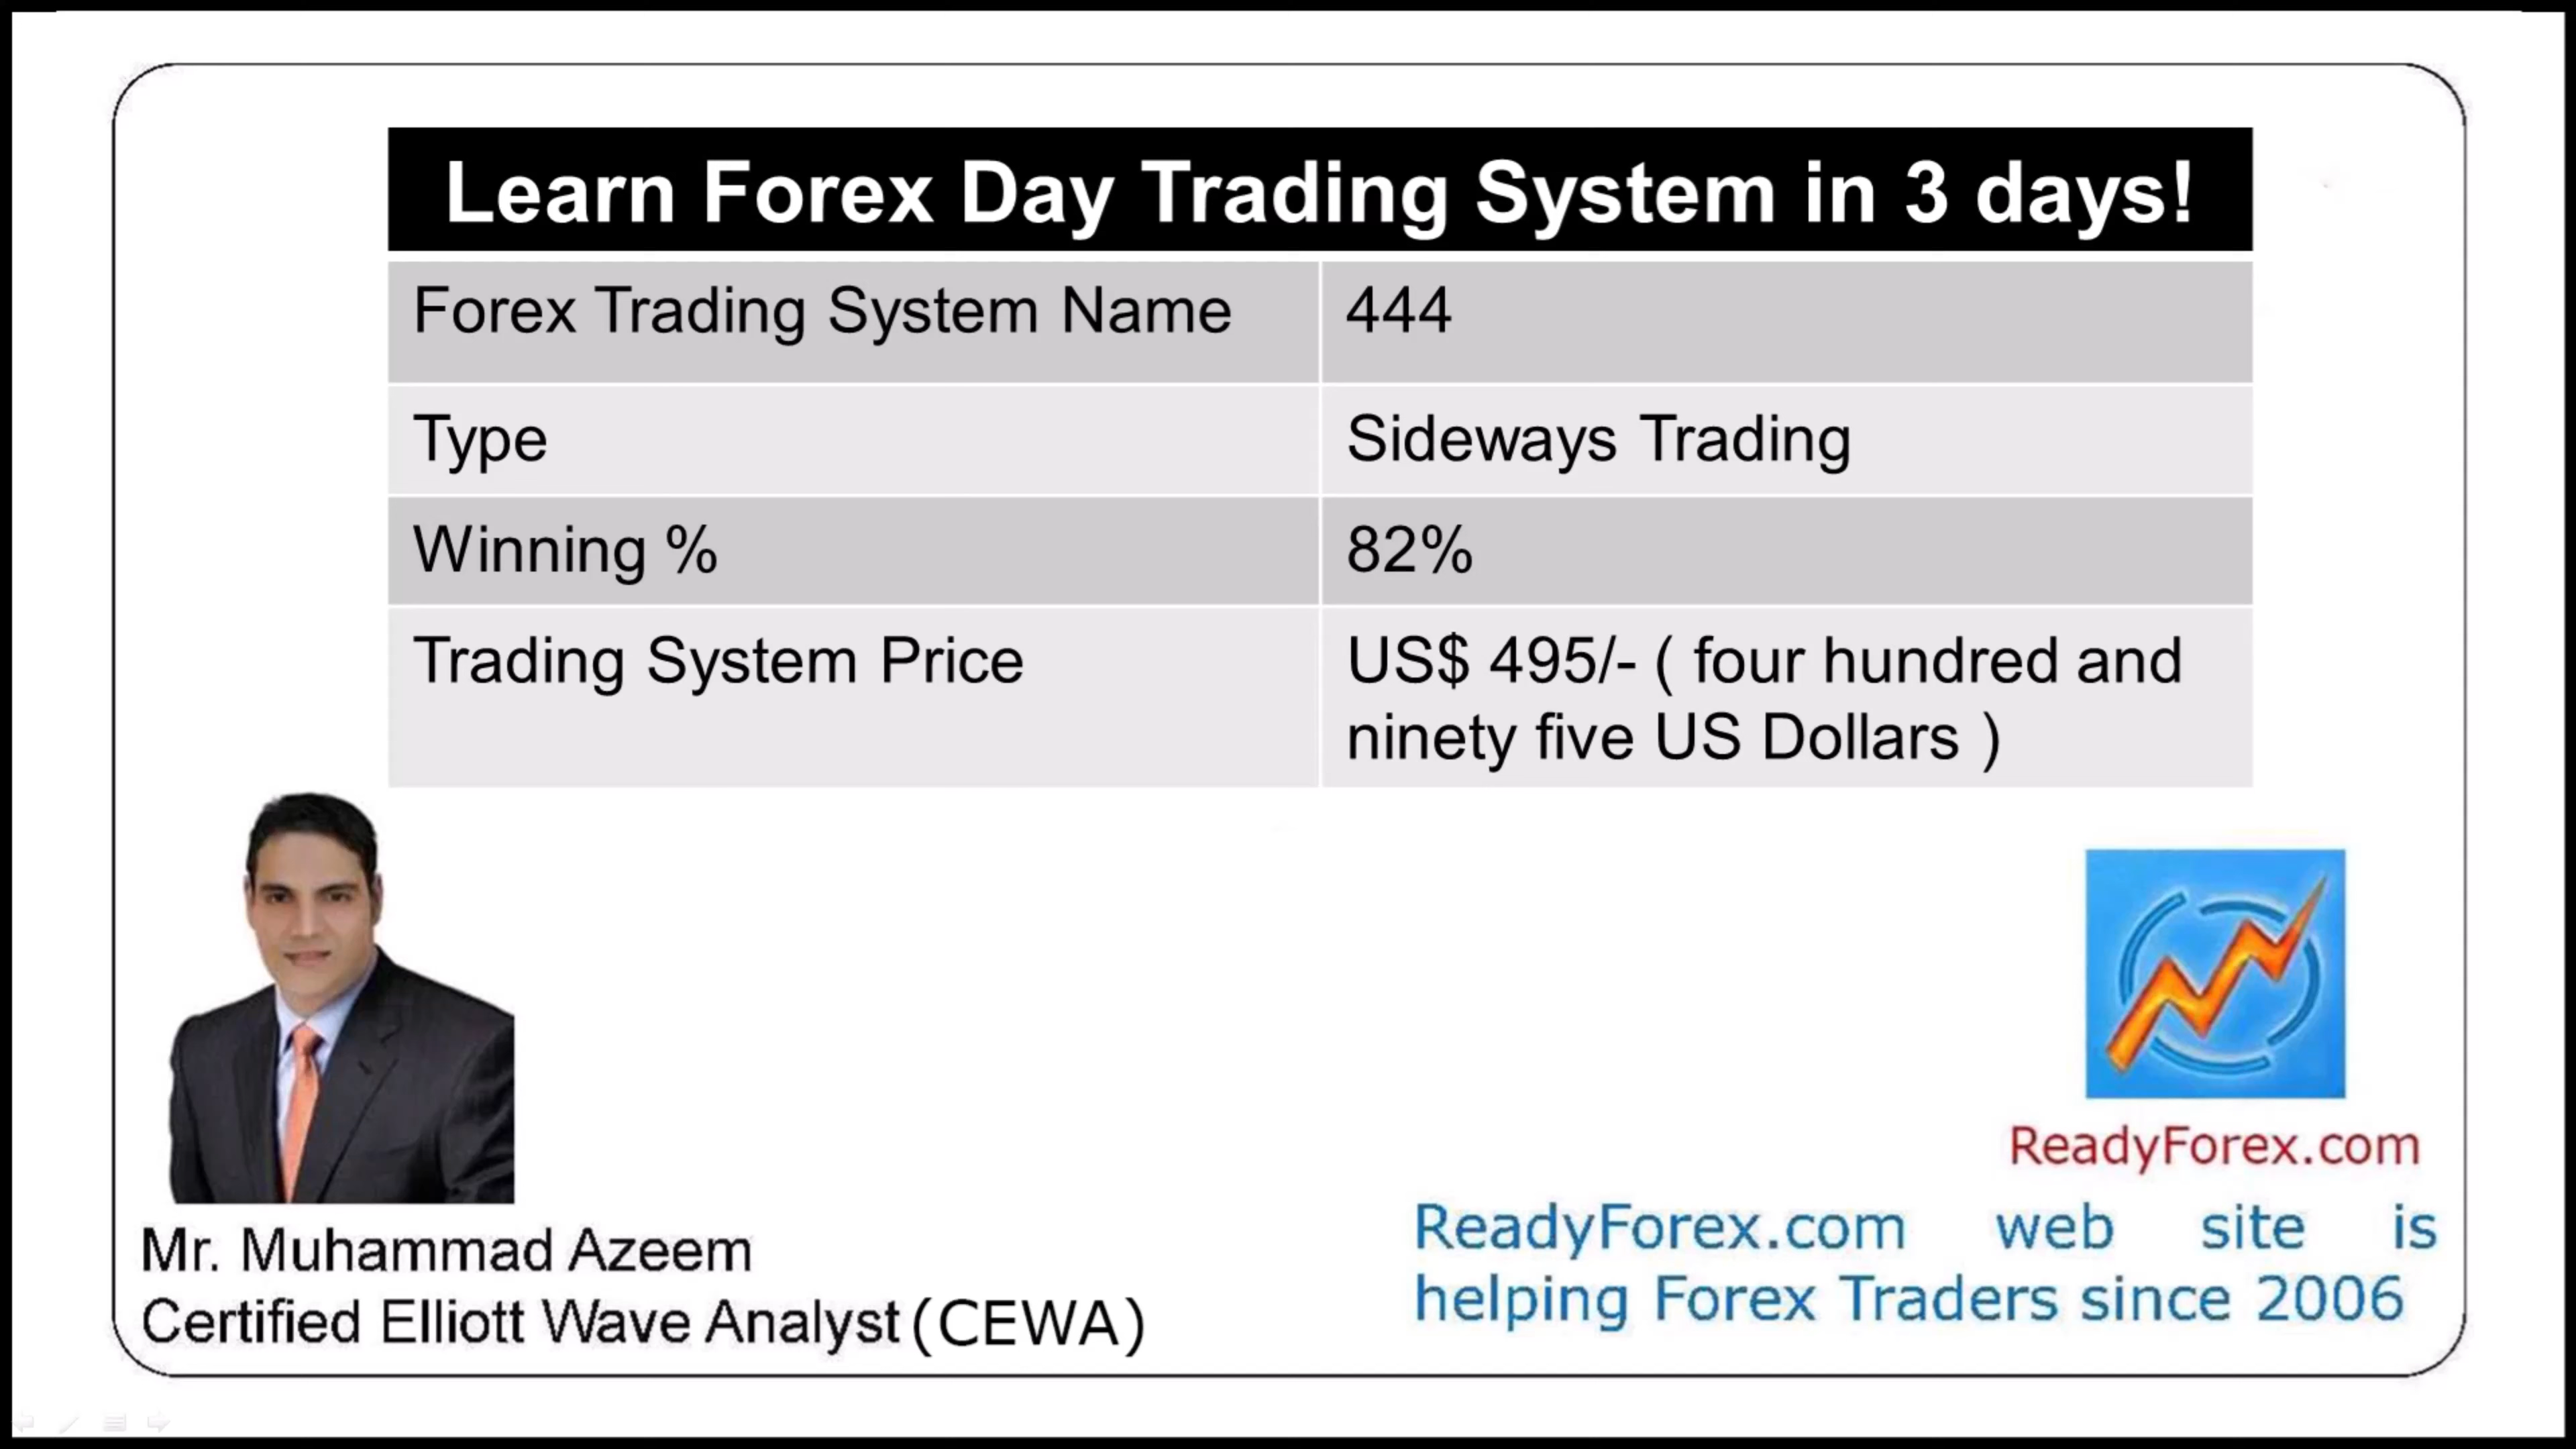 Learn Forex Day Trading System in 3 days!
Forex Trading System Name 444
Type Sideways Trading
Winning % 82%
Trading System Price US$ 495/- ( four hundred and
ninety five US Dollars )
Mr. Muhammad Azeem
Certified Elliott Wave Analyst (CEWA)
ReadyForex.com
ReadyForex.com web site is
helping Forex Traders since 2006